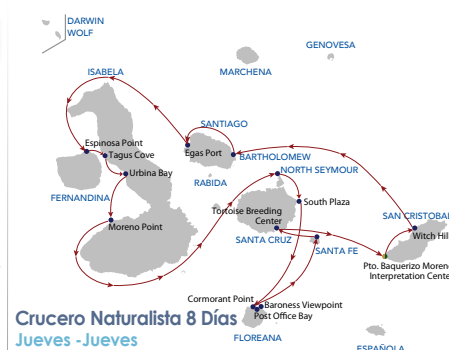 DARWIN
WOLF
GENOVESA
ISABELA
MARCHENA
SANTIAGO
Espinosa Point
Tagus Cove
Egas Port
BARTHOLOMEW
Urbina Bay
RABIDA
NORTH SEYMOUR
FERNANDINA
South Plaza
Tortoise Breeding
Center
SAN CRISTOBAL
Moreno Point
Witch Hill
SANTA CRUZ
SANTA FE
Pto. Baquerizo Moreno
Interpretation Cente
Cormorant Point
Baroness Viewpoint
Post Office Bay
Crucero Naturalista 8 Días
Jueves -Jueves
FLOREANA
ESPAÑOLA